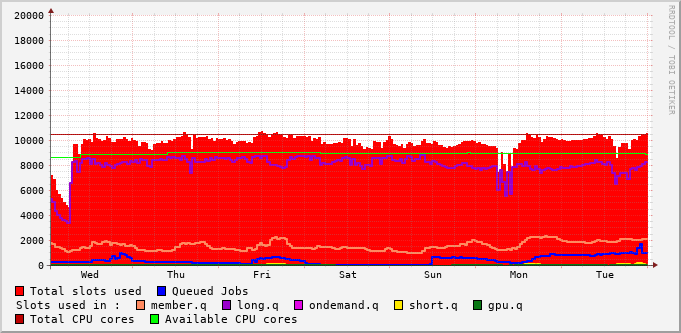 20000
18000
16000
14000
12000
10000
8000
6000
4000
2000
0
Wed Thu Fri Sat Sun Mon Tue
Total slots used Queued Jobs
Slots used in : member.q long.q ondemand.q short.q gpu.q
Total CPU cores Available CPU cores
RRDTOOL / TOBI OETIKER